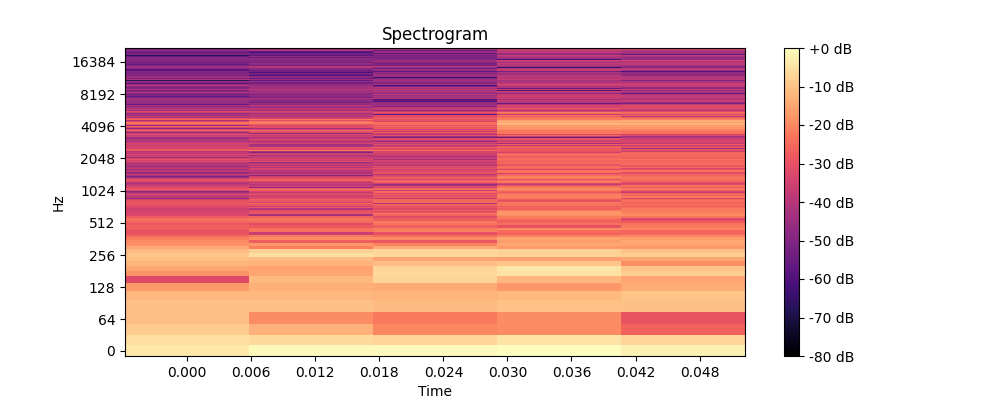 Spectrogram
Hz
16384
8192
4096
2048
1024
512
256
128
64
0
0.000 0.006 0.012 0.018 0.024 0.030 0.036 0.042 0.048
Time
+0 dB
-10 dB
-20 dB
-30 dB
-40 dB
-50 dB
-60 dB
-70 dB
-80 dB